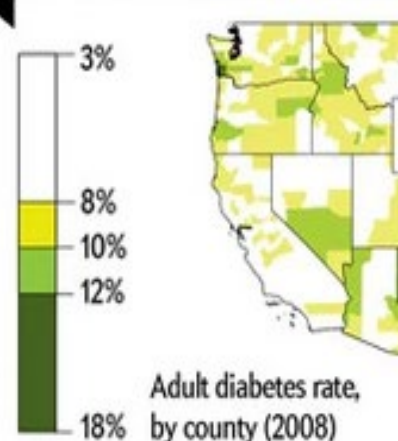 3%
8%
10%
12%
18%
Adult diabetes rate,
by county (2008)